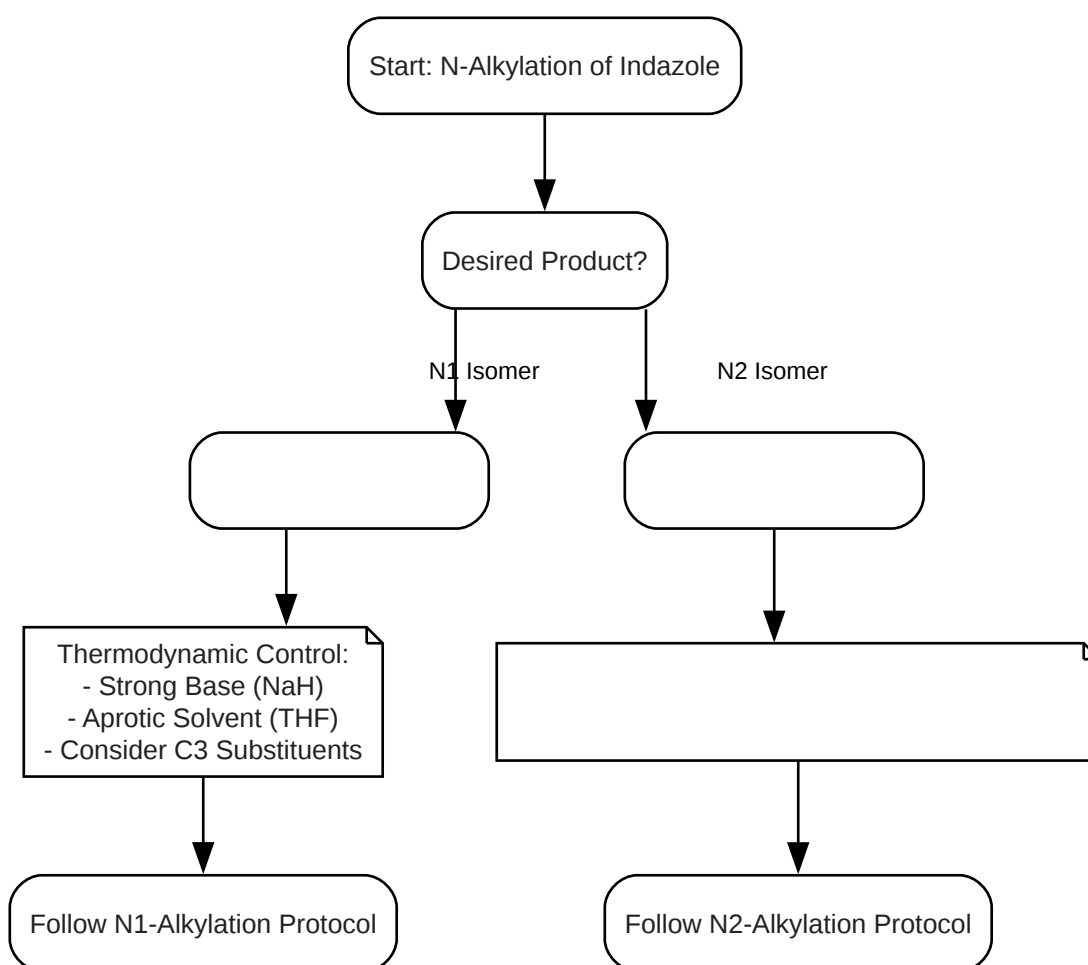 Start: N-Alkylation of Indazole
Desired Product?
N1 Isomer
N2 Isomer
Thermodynamic Control:
- Strong Base (NaH)
- Aprotic Solvent (THF)
- Consider C3 Substituents
Follow N1-Alkylation Protocol
Follow N2-Alkylation Protocol